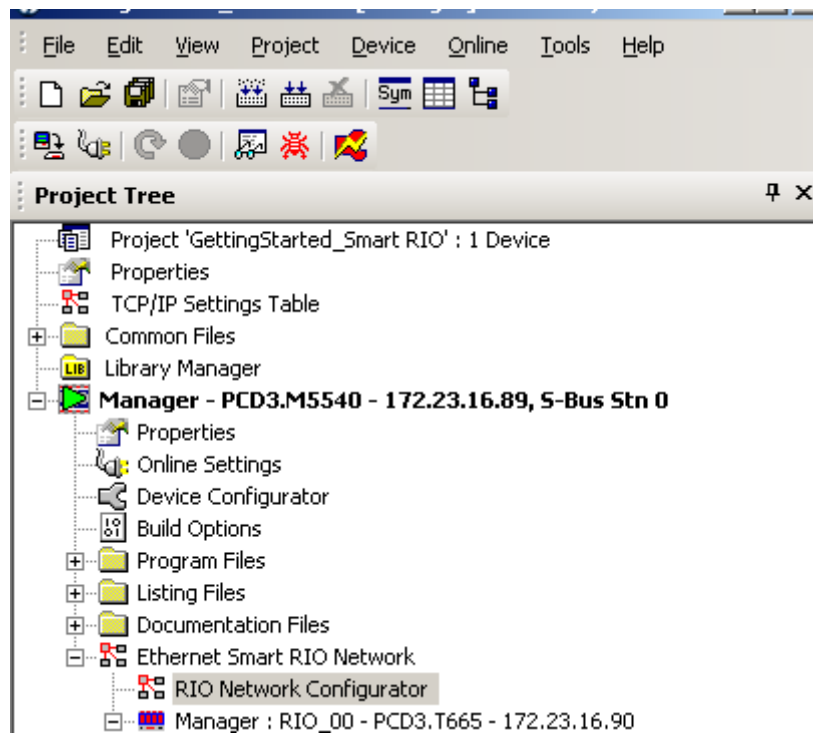 File Edit View Project Device Online Tools Help
Sym
Project Tree
Project 'GettingStarted_Smart RIO' : 1 Device
Properties
TCP/IP Settings Table
Common Files
LIB Library Manager
Manager - PCD3.M5540 - 172.23.16.89, S-Bus Stn 0
Properties
Online Settings
Device Configurator
Build Options
Program Files
Listing Files
Documentation Files
Ethernet Smart RIO Network
RIO Network Configurator
Manager : RIO_00 - PCD3.T665 - 172.23.16.90